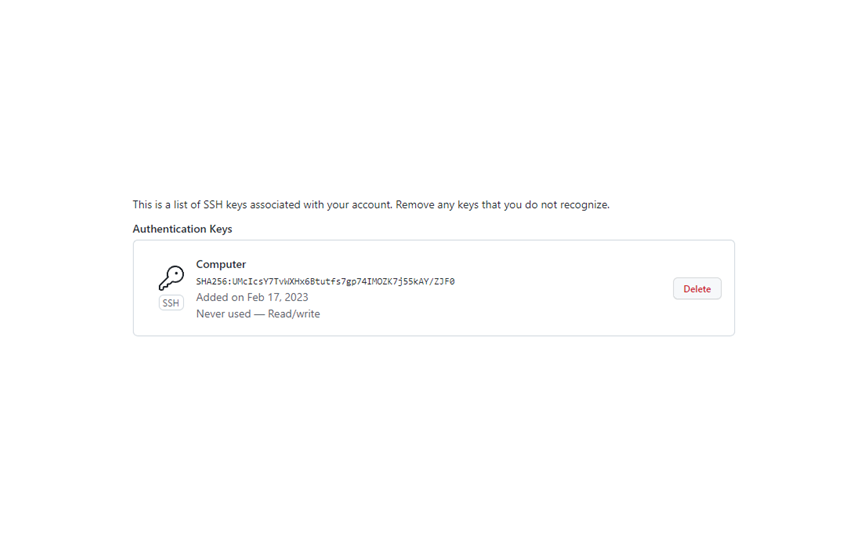 This is a list of SSH keys associated with your account. Remove any keys that you do not recognize.
Authentication Keys
Computer
SHA256:UMcIcsY7TvWXHx6Btutfs7gp74IMOZK7j55kAY/ZJF0
Added on Feb 17, 2023
Never used — Read/write
SSH
Delete